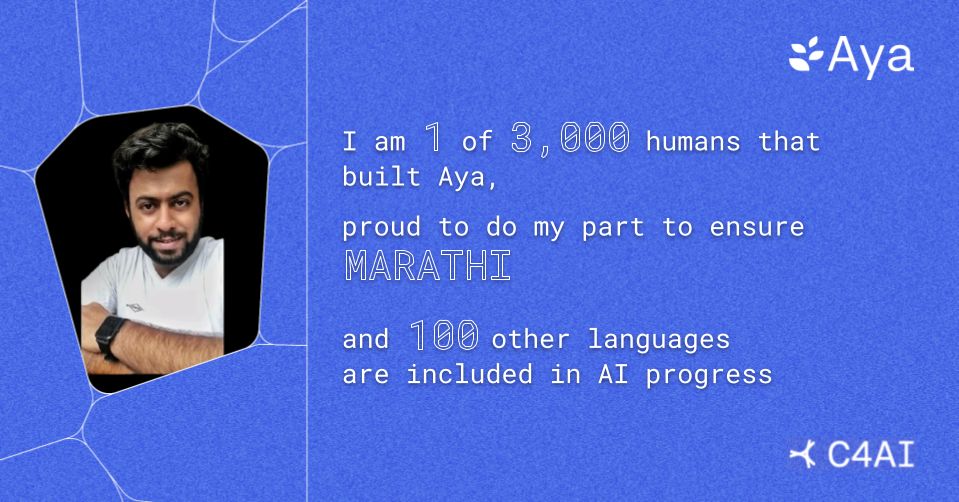 Aya
I am 1 of 3,000 humans that
built Aya,
proud to do my part to ensure
MARATHI
and 100 other languages
are included in AI progress
C4AI